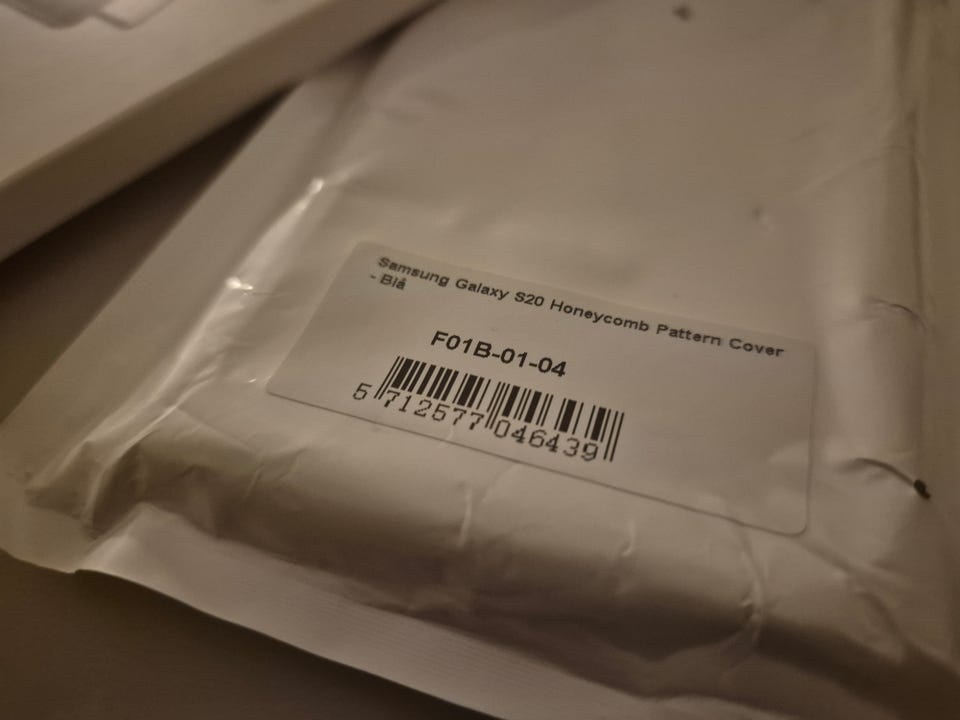 Samsung Galaxy S20 Honeycomb Pattern Cover
- Blå
F01B-01-04
5 712577 046439